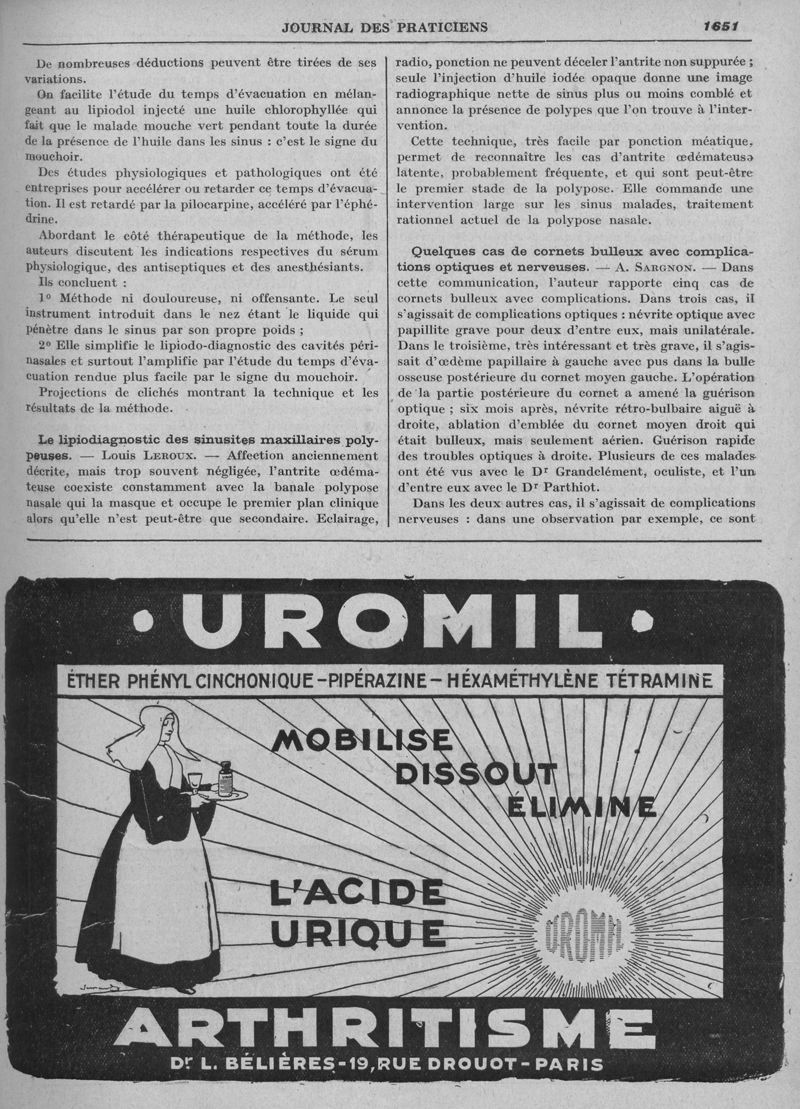 JOURNAL DES PRATICIENS
1651
De nombreuses déductions peuvent être tirées de ses
variations.
On facilite l'étude du temps d'évacuation en mélan-
geant au lipiodol injecté une huile chlorophyllée qui
fait que le malade mouche vert pendant toute la durée
de la présence de l'huile dans les sinus : c'est le signe du
mouchoir.
Des études physiologiques et pathologiques ont été
entreprises pour accélérer ou retarder ce temps d'évacua-
tion. Il est retardé par la pilocarpine, accéléré par l'éphé-
drine.
Abordant le côté thérapeutique de la méthode, les
auteurs discutent les indications respectives du sérum
physiologique, des antiseptiques et des anesthésiants.
Ils concluent :
1º Méthode ni douloureuse, ni offensante. Le seul
instrument introduit dans le nez étant le liquide qui
pénètre dans le sinus par son propre poids ;
2º Elle simplifie le lipiodo-diagnostic des cavités péri-
nasales et surtout l'amplifie par l'étude du temps d'éva-
cuation rendue plus facile par le signe du mouchoir.
Projections de clichés montrant la technique et les
résultats de la méthode.
Le lipiodiagnostic des sinusites maxillaires poly-
peuses. — Louis LEROUX. — Affection anciennement
décrite, mais trop souvent négligée, l'antrite œdéma-
teuse coexiste constamment avec la banale polypose
nasale qui la masque et occupe le premier plan clinique
alors qu'elle n'est peut-être que secondaire. Eclairage,
radio, ponction ne peuvent déceler l'antrite non suppurée ;
seule l'injection d'huile iodée opaque donne une image
radiographique nette de sinus plus ou moins comblé et
annonce la présence de polypes que l'on trouve à l'inter-
vention.
Cette technique, très facile par ponction méatique,
permet de reconnaître les cas d'antrite œdémateuse
latente, probablement fréquente, et qui sont peut-être
le premier stade de la polypose. Elle commande une
intervention large sur les sinus malades, traitement
rationnel actuel de la polypose nasale.
Quelques cas de cornets bulleux avec complica-
tions optiques et nerveuses. — A. SARGNON. — Dans
cette communication, l'auteur rapporte cinq cas de
cornets bulleux avec complications. Dans trois cas, il
s'agissait de complications optiques : névrite optique avec
papillite grave pour deux d'entre eux, mais unilatérale.
Dans le troisième, très intéressant et très grave, il s'agis-
sait d'œdème papillaire à gauche avec pus dans la bulle
osseuse postérieure du cornet moyen gauche. L'opération
de la partie postérieure du cornet a amené la guérison
optique ; six mois après, névrite rétro-bulbaire aiguë à
droite, ablation d'emblée du cornet moyen droit qui
était bulleux, mais seulement aérien. Guérison rapide
des troubles optiques à droite. Plusieurs de ces malades
ont été vus avec le Dr Grandclément, oculiste, et l'un
d'entre eux avec le Dr Parthiot.
Dans les deux autres cas, il s'agissait de complications
nerveuses : dans une observation par exemple, ce sont
• UROMIL •
ÉTHER PHÉNYL CINCHONIQUE – PIPÉRAZINE – HÉXAMÉTHYLÈNE TÉTRAMINE
MOBILISE
DISSOUT
ÉLIMINE
L'ACIDE
URIQUE
UROMIL
ARTHRITISME
Dr L. BÉLIÈRES - 19, RUE DROUOT - PARIS